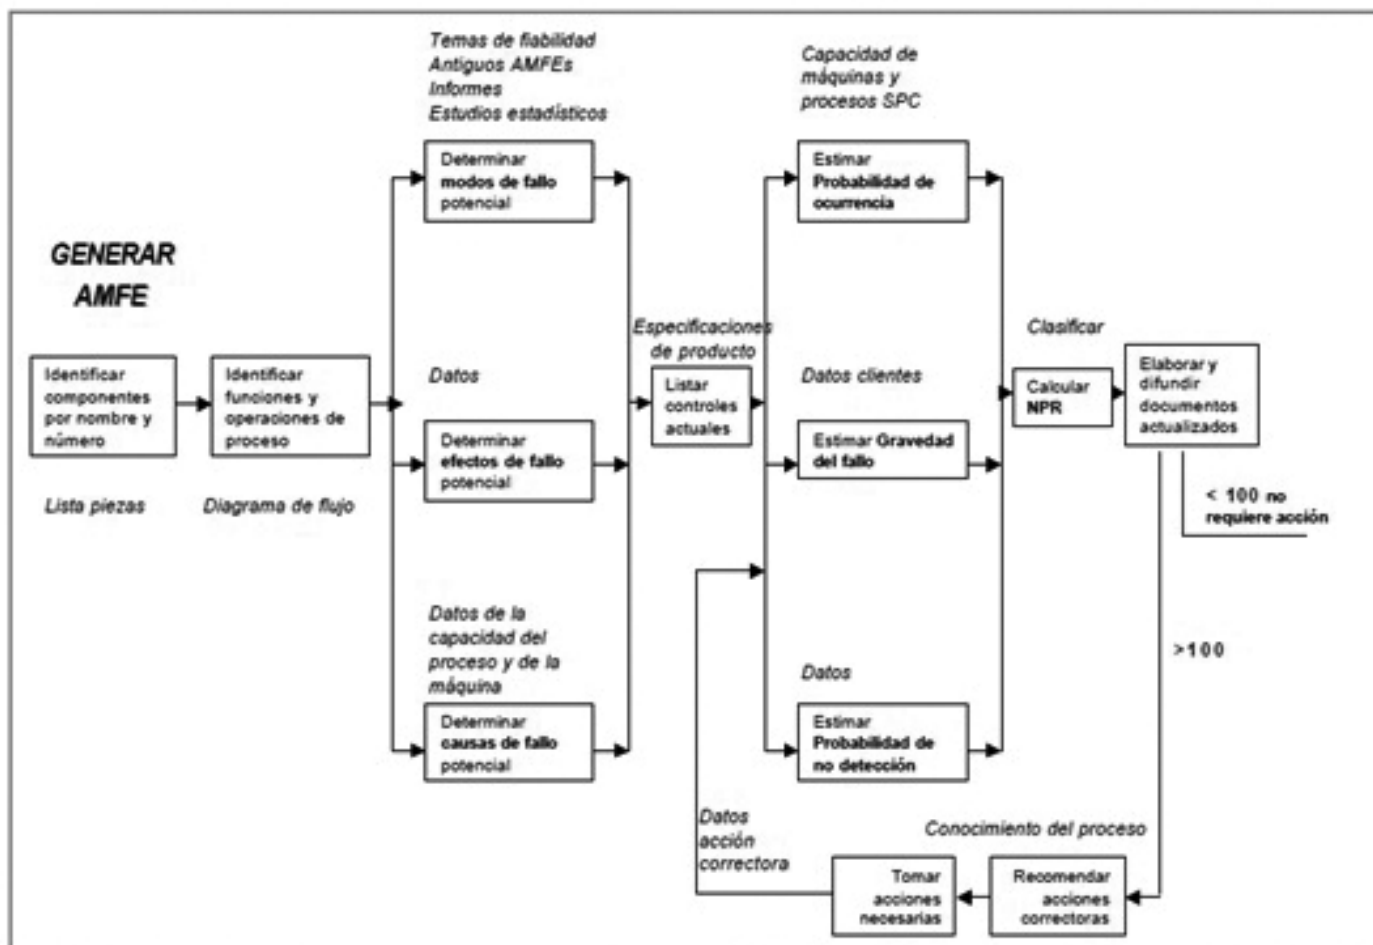 Temas de fiabilidad
Antiguos AMFEs
Informes
Estudios estadísticos
Capacidad de
máquinas y
procesos SPC
Determinar
modos de fallo
potencial
Estimar
Probabilidad de
ocurrencia
GENERAR
AMFE
Identificar
componentes
por nombre y
número
Lista piezas
Identificar
funciones y
operaciones de
proceso
Diagrama de flujo
Datos
Determinar
efectos de fallo
potencial
Especificaciones
de producto
Listar
controles
actuales
Datos clientes
Estimar Gravedad
del fallo
Clasificar
Calcular
NPR
Elaborar y
difundir
documentos
actualizados
< 100 no
requiere acción
>100
Datos de la
capacidad del
proceso y de la
máquina
Determinar
causas de fallo
potencial
Datos
Estimar
Probabilidad de
no detección
Datos
acción
correctora
Conocimiento del proceso
Tomar
acciones
necesarias
Recomendar
acciones
correctoras